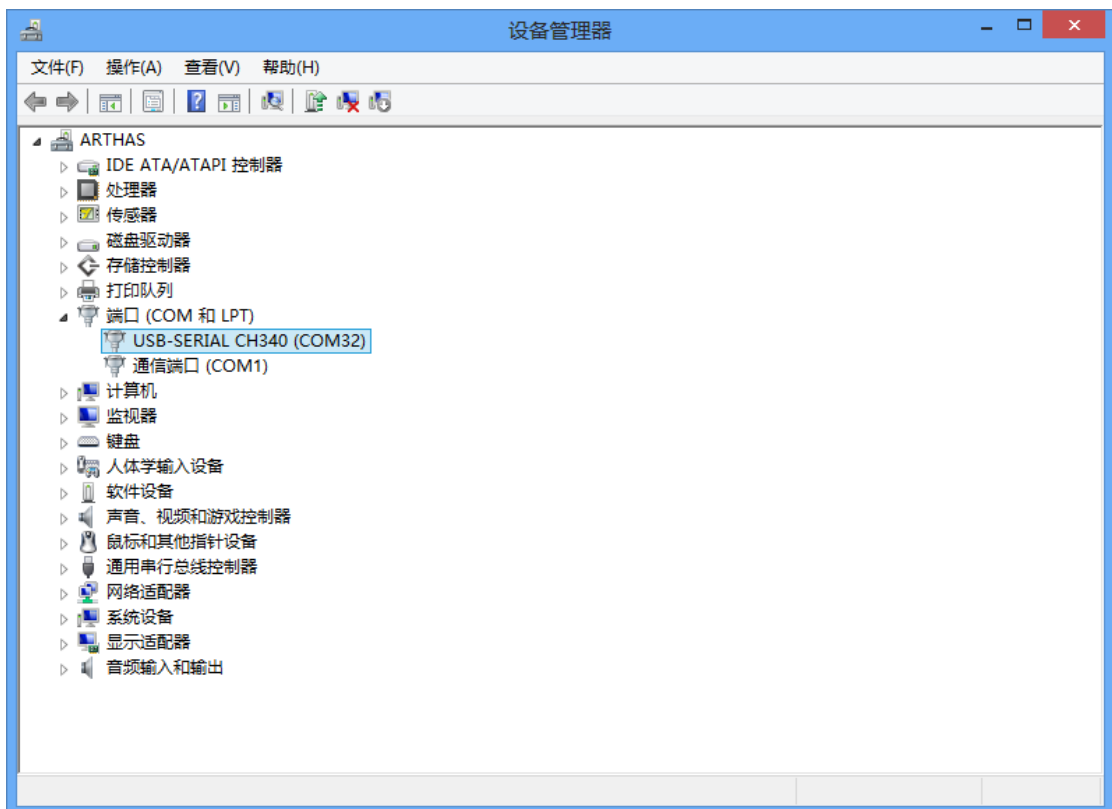 设备管理器
文件(F) 操作(A) 查看(V) 帮助(H)
ARTHAS
IDE ATA/ATAPI 控制器
处理器
传感器
磁盘驱动器
存储控制器
打印队列
端口 (COM 和 LPT)
USB-SERIAL CH340 (COM32)
通信端口 (COM1)
计算机
监视器
键盘
人体学输入设备
软件设备
声音、视频和游戏控制器
鼠标和其他指针设备
通用串行总线控制器
网络适配器
系统设备
显示适配器
音频输入和输出